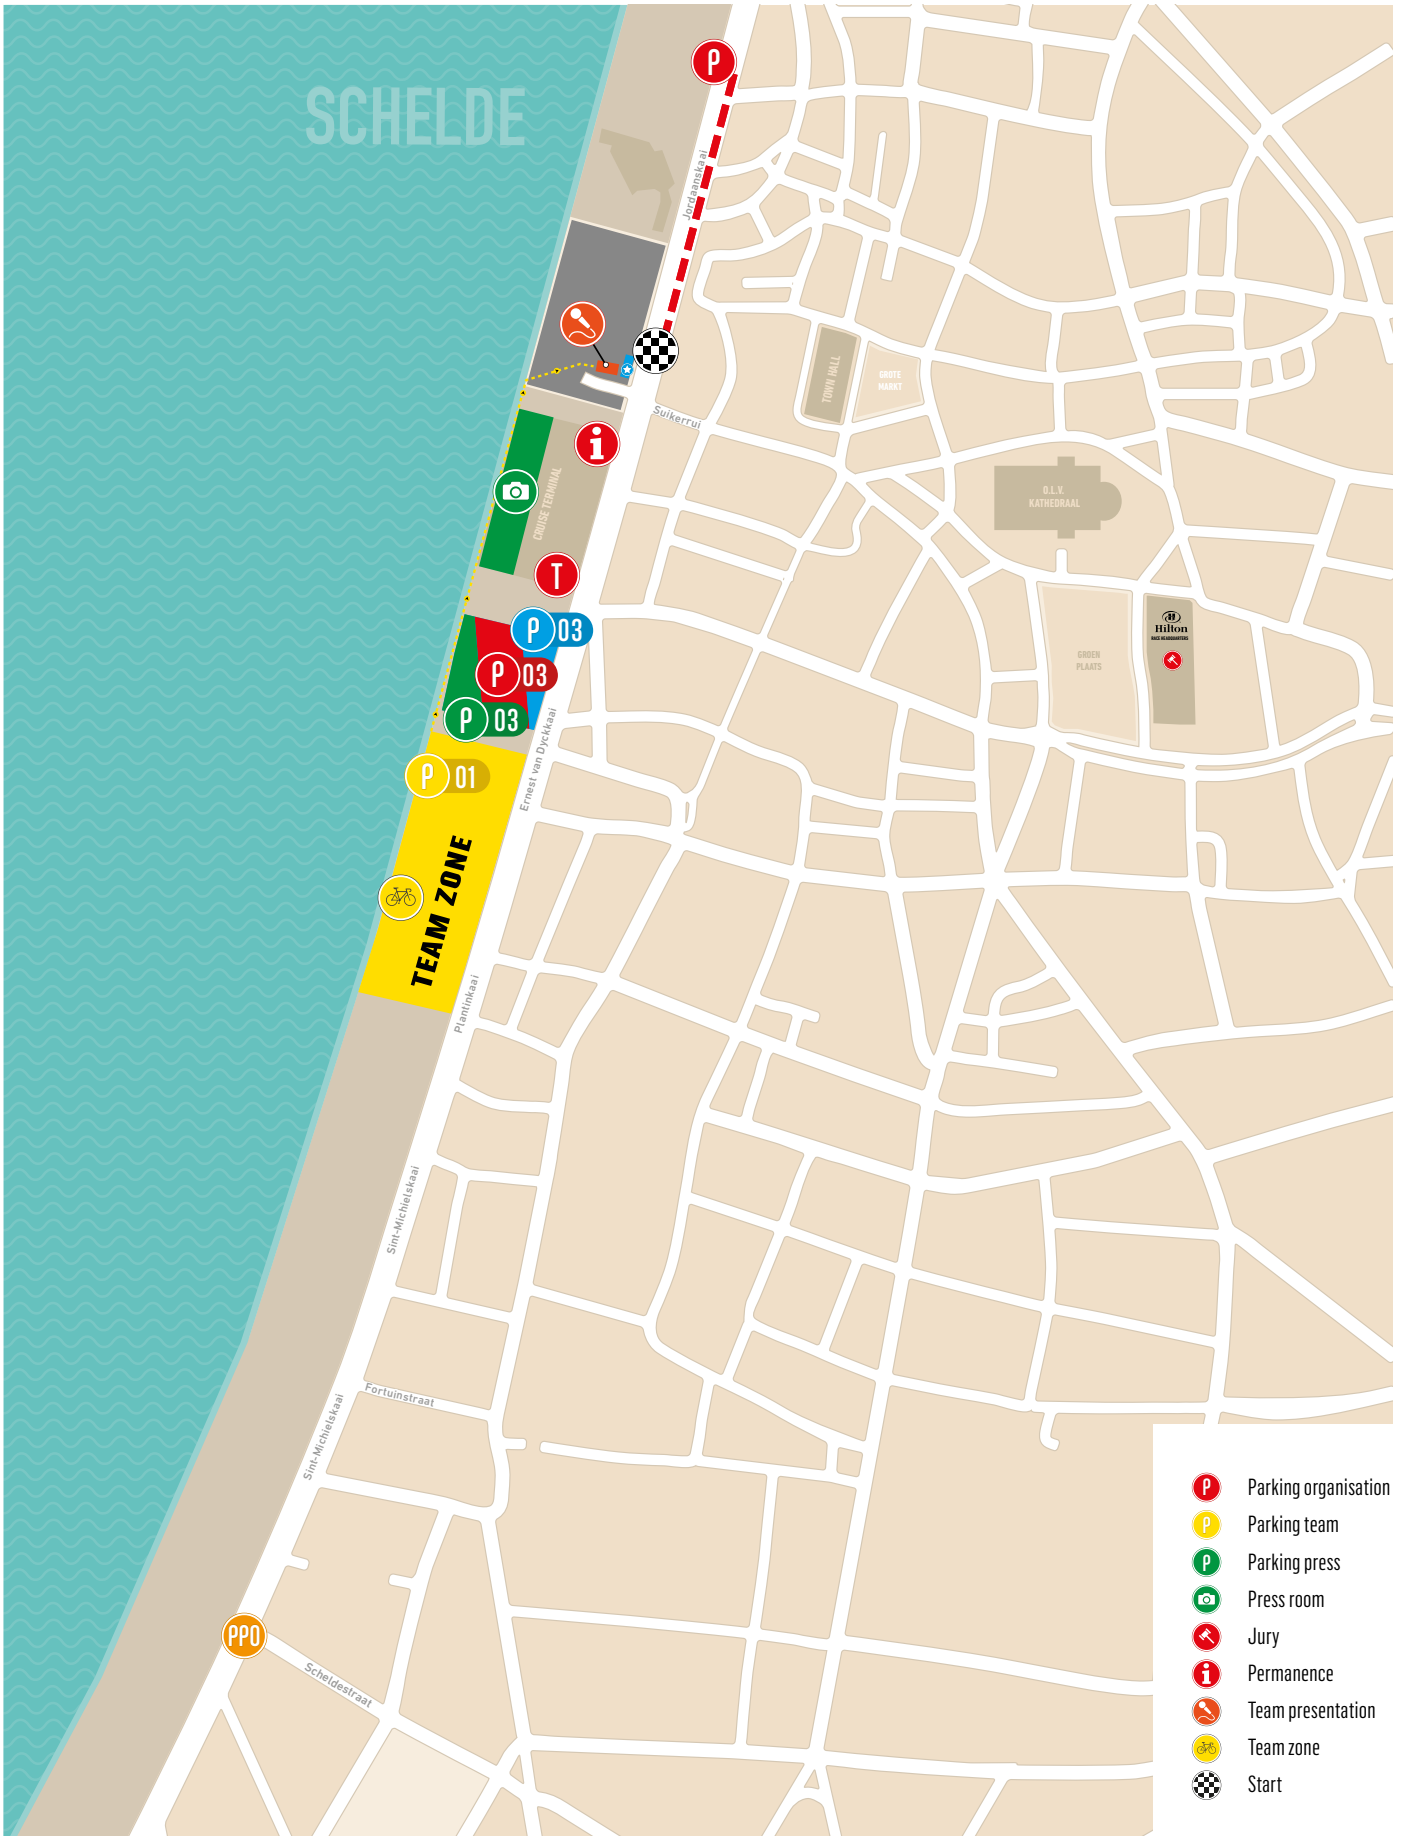 SCHELDE
P
Jordaanskaai
TOWN HALL
GROTE
MARKT
Suikerrui
i
CRUISE TERMINAL
O.L.V.
KATHEDRAAL
T
P 03
P 03
P 03
Hilton
RACE HEADQUARTERS
GROEN
PLAATS
Ernest van Dyckkaai
P 01
TEAM ZONE
Plantinkaai
Sint-Michielskaai
Fortuinstraat
Sint-Michielskaai
PPO
Scheldestraat
P Parking organisation
P Parking team
P Parking press
Press room
Jury
i Permanence
Team presentation
Team zone
Start